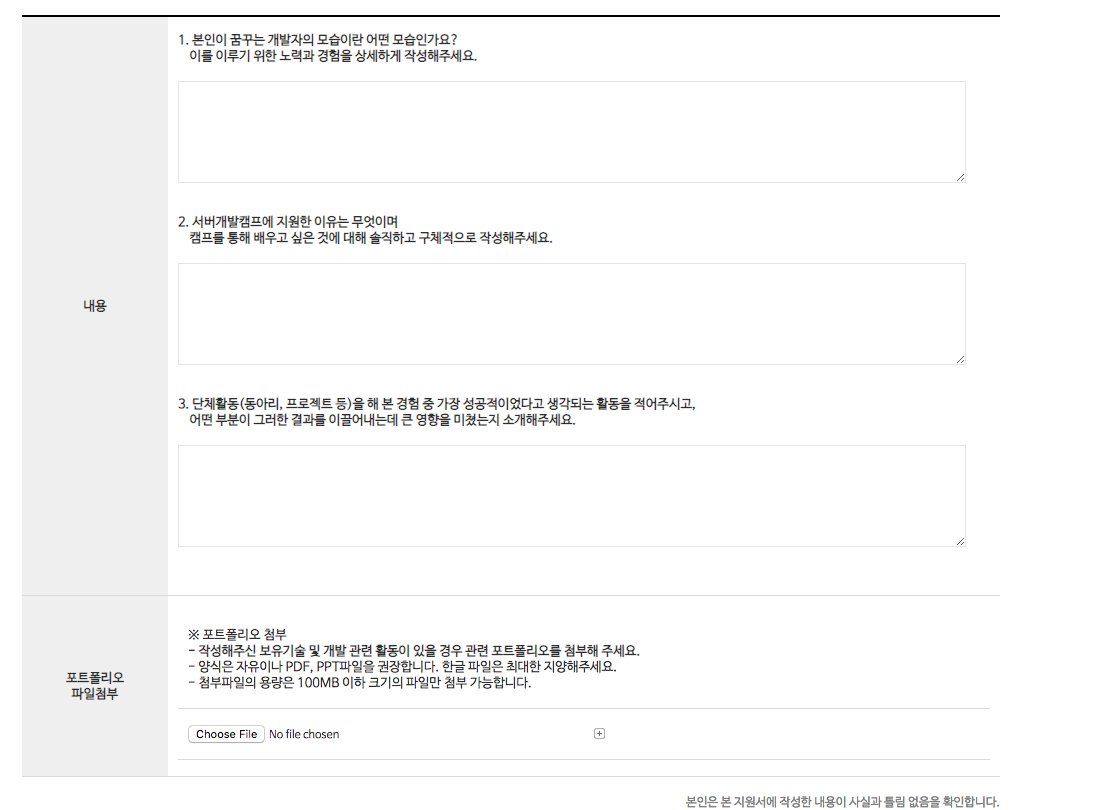 1. 본인이 꿈꾸는 개발자의 모습이란 어떤 모습인가요?
이를 이루기 위한 노력과 경험을 상세하게 작성해주세요.
2. 서버개발캠프에 지원한 이유는 무엇이며
캠프를 통해 배우고 싶은 것에 대해 솔직하고 구체적으로 작성해주세요.
내용
3. 단체활동(동아리, 프로젝트 등)을 해 본 경험 중 가장 성공적이었다고 생각되는 활동을 적어주시고,
어떤 부분이 그러한 결과를 이끌어내는데 큰 영향을 미쳤는지 소개해주세요.
※ 포트폴리오 첨부
- 작성해주신 보유기술 및 개발 관련 활동이 있을 경우 관련 포트폴리오를 첨부해 주세요.
- 양식은 자유이나 PDF, PPT파일을 권장합니다. 한글 파일은 최대한 지양해주세요.
- 첨부파일의 용량은 100MB 이하 크기의 파일만 첨부 가능합니다.
포트폴리오
파일첨부
Choose File No file chosen
본인은 본 지원서에 작성한 내용이 사실과 틀림 없음을 확인합니다.